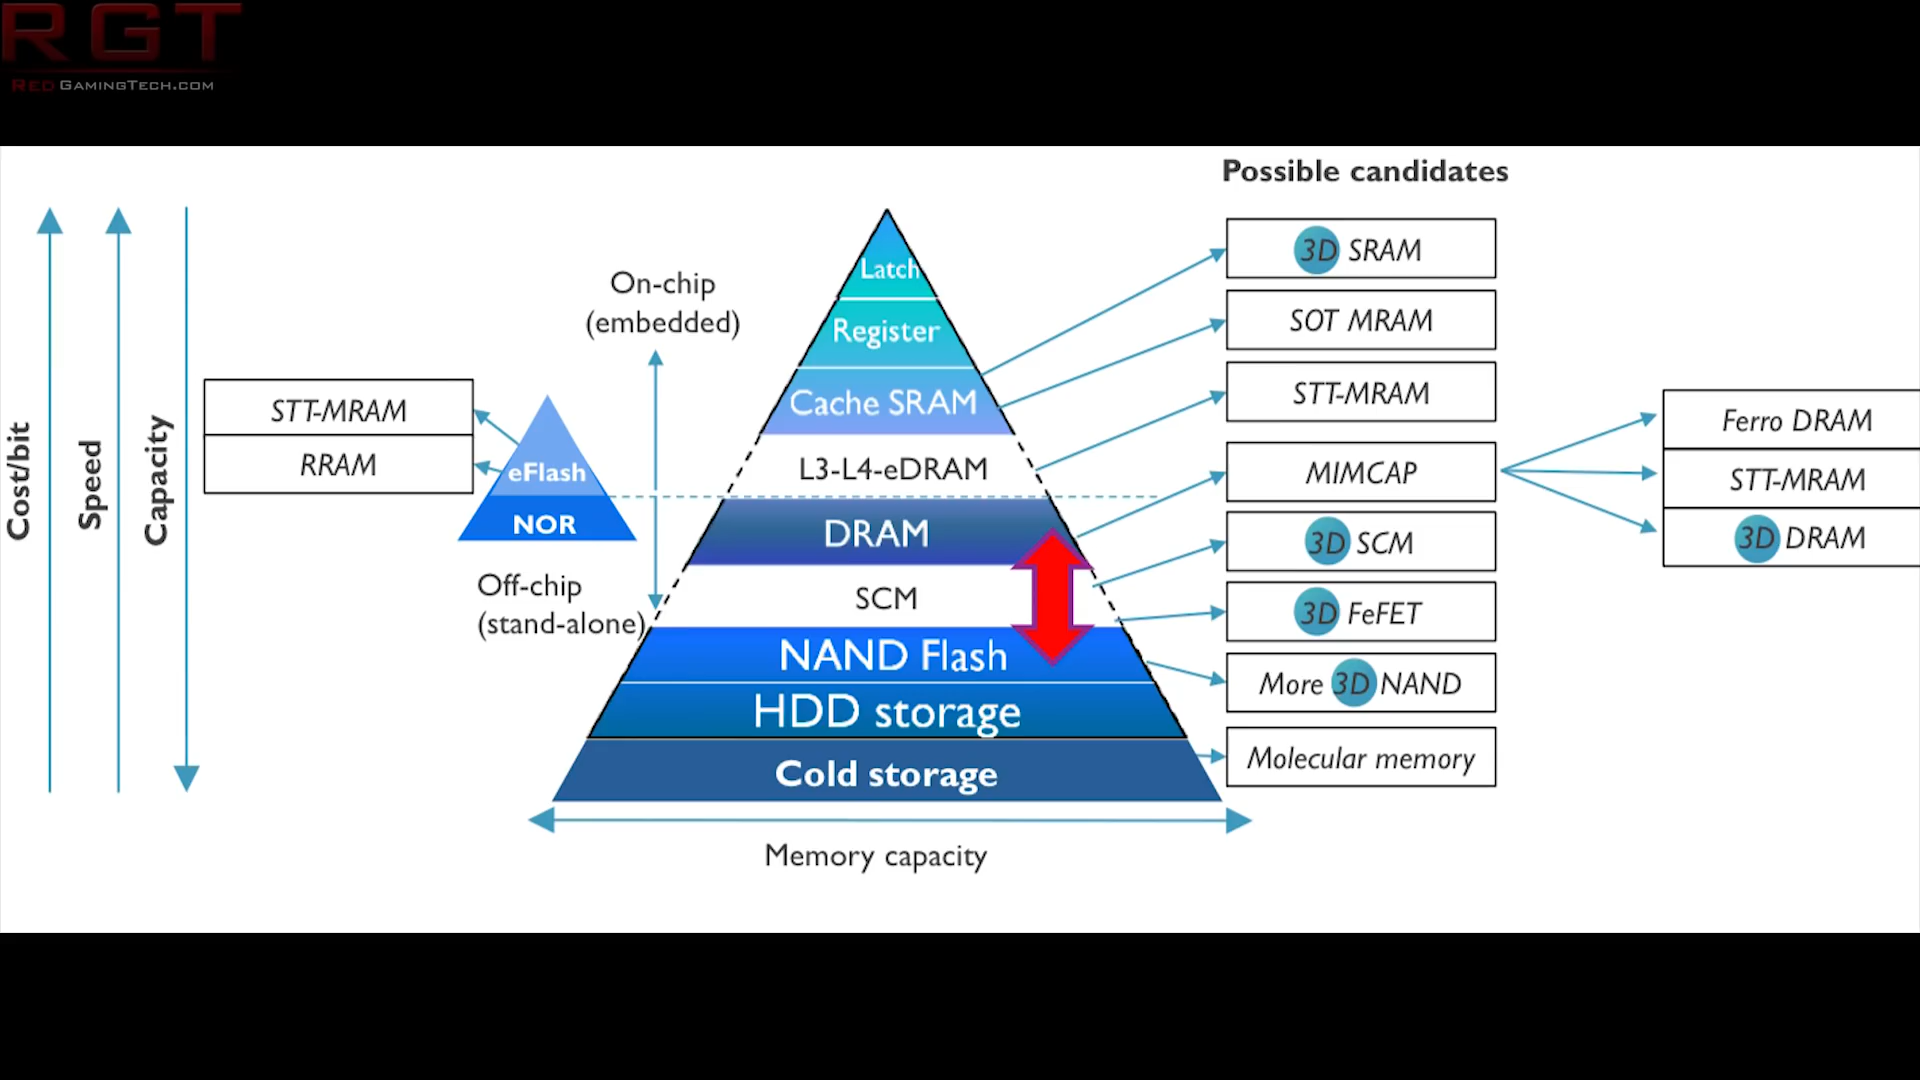 RGT
RED GAMINGTECH.COM
Possible candidates
Cost/bit
Speed
Capacity
STT-MRAM
RRAM
eFlash
NOR
On-chip
(embedded)
Off-chip
(stand-alone)
Latch
Register
Cache SRAM
L3-L4-eDRAM
DRAM
SCM
NAND Flash
HDD storage
Cold storage
Memory capacity
3D SRAM
SOT MRAM
STT-MRAM
MIMCAP
3D SCM
3D FeFET
More 3D NAND
Molecular memory
Ferro DRAM
STT-MRAM
3D DRAM